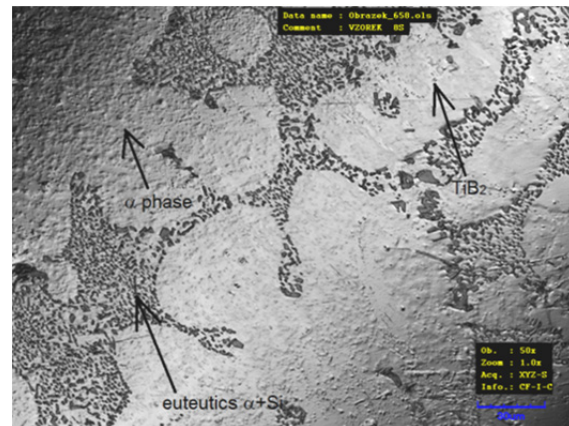 Data name : Obrazek_658.ols
Comment : VZOREK 8S
α phase
TiB₂
euteutics α+Si
Ob. : 50x
Zoom : 1.0x
Acq. : XYZ-S
Info.: CF-I-C
50um